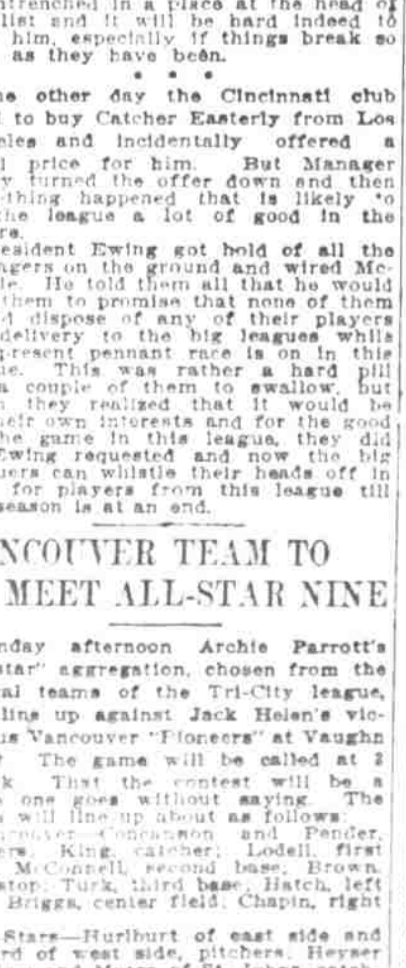 ntrenched in a place at the head of
list and it will be hard indeed to
him, especially if things break so
as they have been.
* * *
he other day the Cincinnati club
d to buy Catcher Easterly from Los
eles and incidentally offered a
l price for him. But Manager
y turned the offer down and then
ething happened that is likely to
the league a lot of good in the
re.
esident Ewing got hold of all the
agers on the ground and wired Mc-
le. He told them all that he would
them to promise that none of them
d dispose of any of their players
delivery to the big leagues while
present pennant race is on in this
ue. This was rather a hard pill
a couple of them to swallow, but
n they realized that it would be
heir own interests and for the good
he game in this league, they did
Ewing requested and now the big
uers can whistle their heads off in
for players from this league till
season is at an end.
NCOUVER TEAM TO
MEET ALL-STAR NINE
nday afternoon Archie Parrott's
star" aggregation, chosen from the
al teams of the Tri-City league,
line up against Jack Helen's vic-
us Vancouver "Pioneers" at Vaughn
The game will be called at 2
k. That the contest will be a
one goes without saying. The
s will line up about as follows:
ncouver—Concannon and Pender,
ers; King, catcher; Lodell, first
McConnell, second base; Brown,
stop; Turk, third base; Hatch, left
Briggs, center field; Chapin, right
Stars—Hurlburt of east side and
rd of west side, pitchers; Heyser